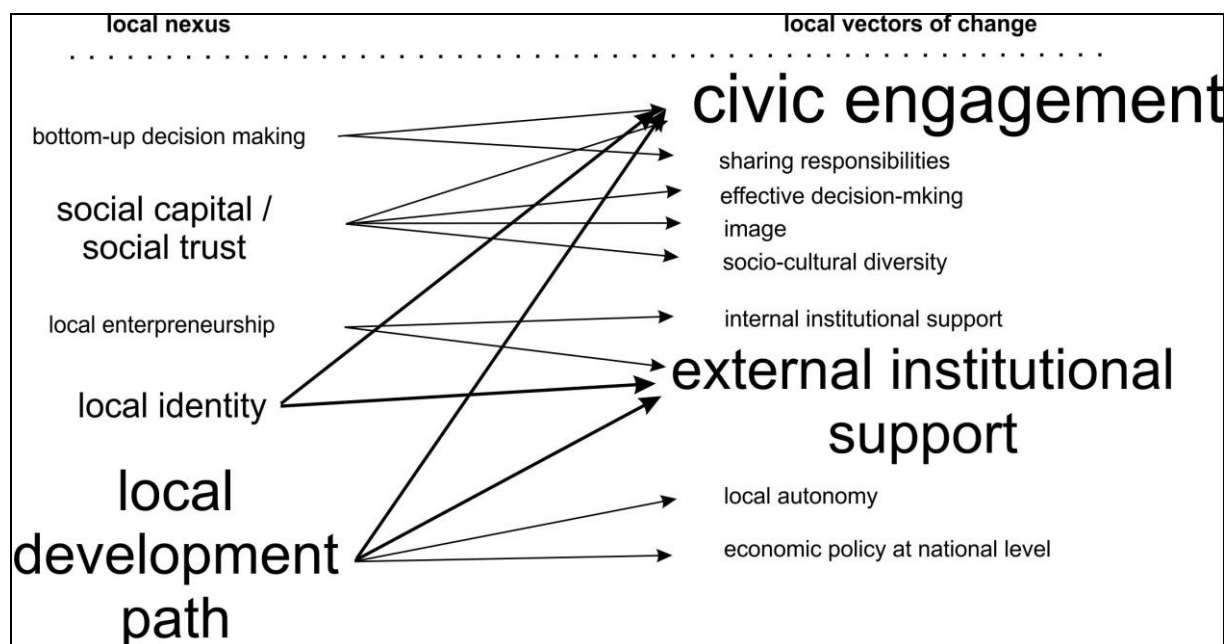 local nexus
local vectors of change
civic engagement
bottom-up decision making
sharing responsibilities
effective decision-mking
social capital /
social trust
image
socio-cultural diversity
local enterpreneurship
internal institutional support
external institutional
support
local identity
local
development
path
local autonomy
economic policy at national level